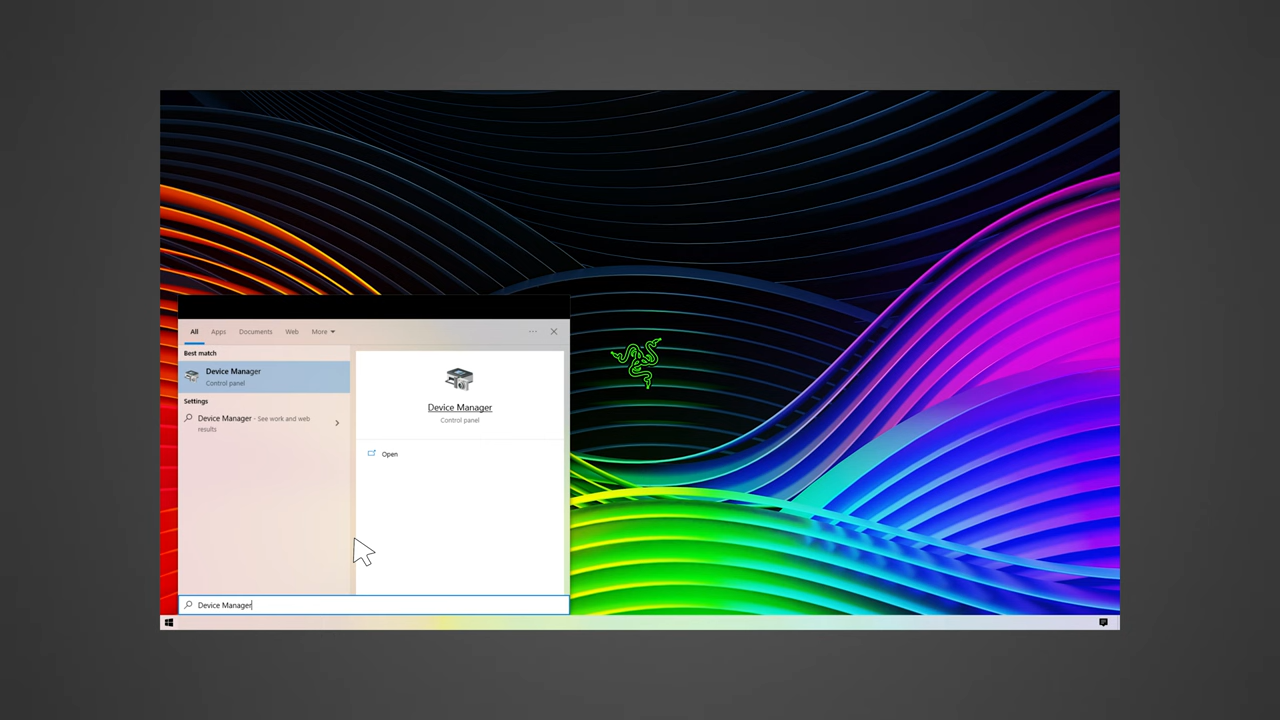 All Apps Documents Web More
Best match
Device Manager
Control panel
Settings
Device Manager - See work and web
results
Device Manager
Control panel
Open
Device Manager